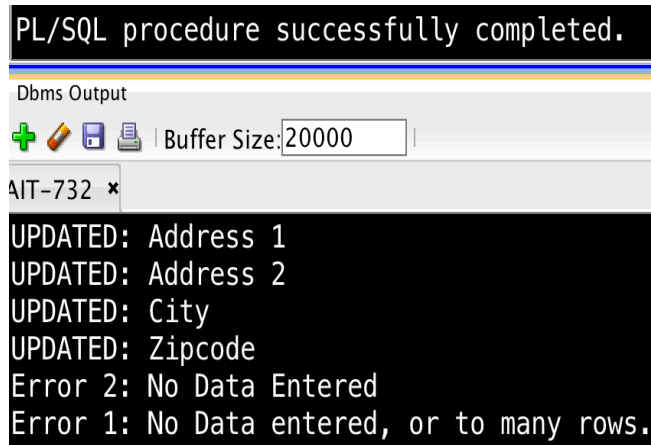 PL/SQL procedure successfully completed.
Dbms Output
Buffer Size: 20000
AIT-732 ×
UPDATED: Address 1
UPDATED: Address 2
UPDATED: City
UPDATED: Zipcode
Error 2: No Data Entered
Error 1: No Data entered, or to many rows.